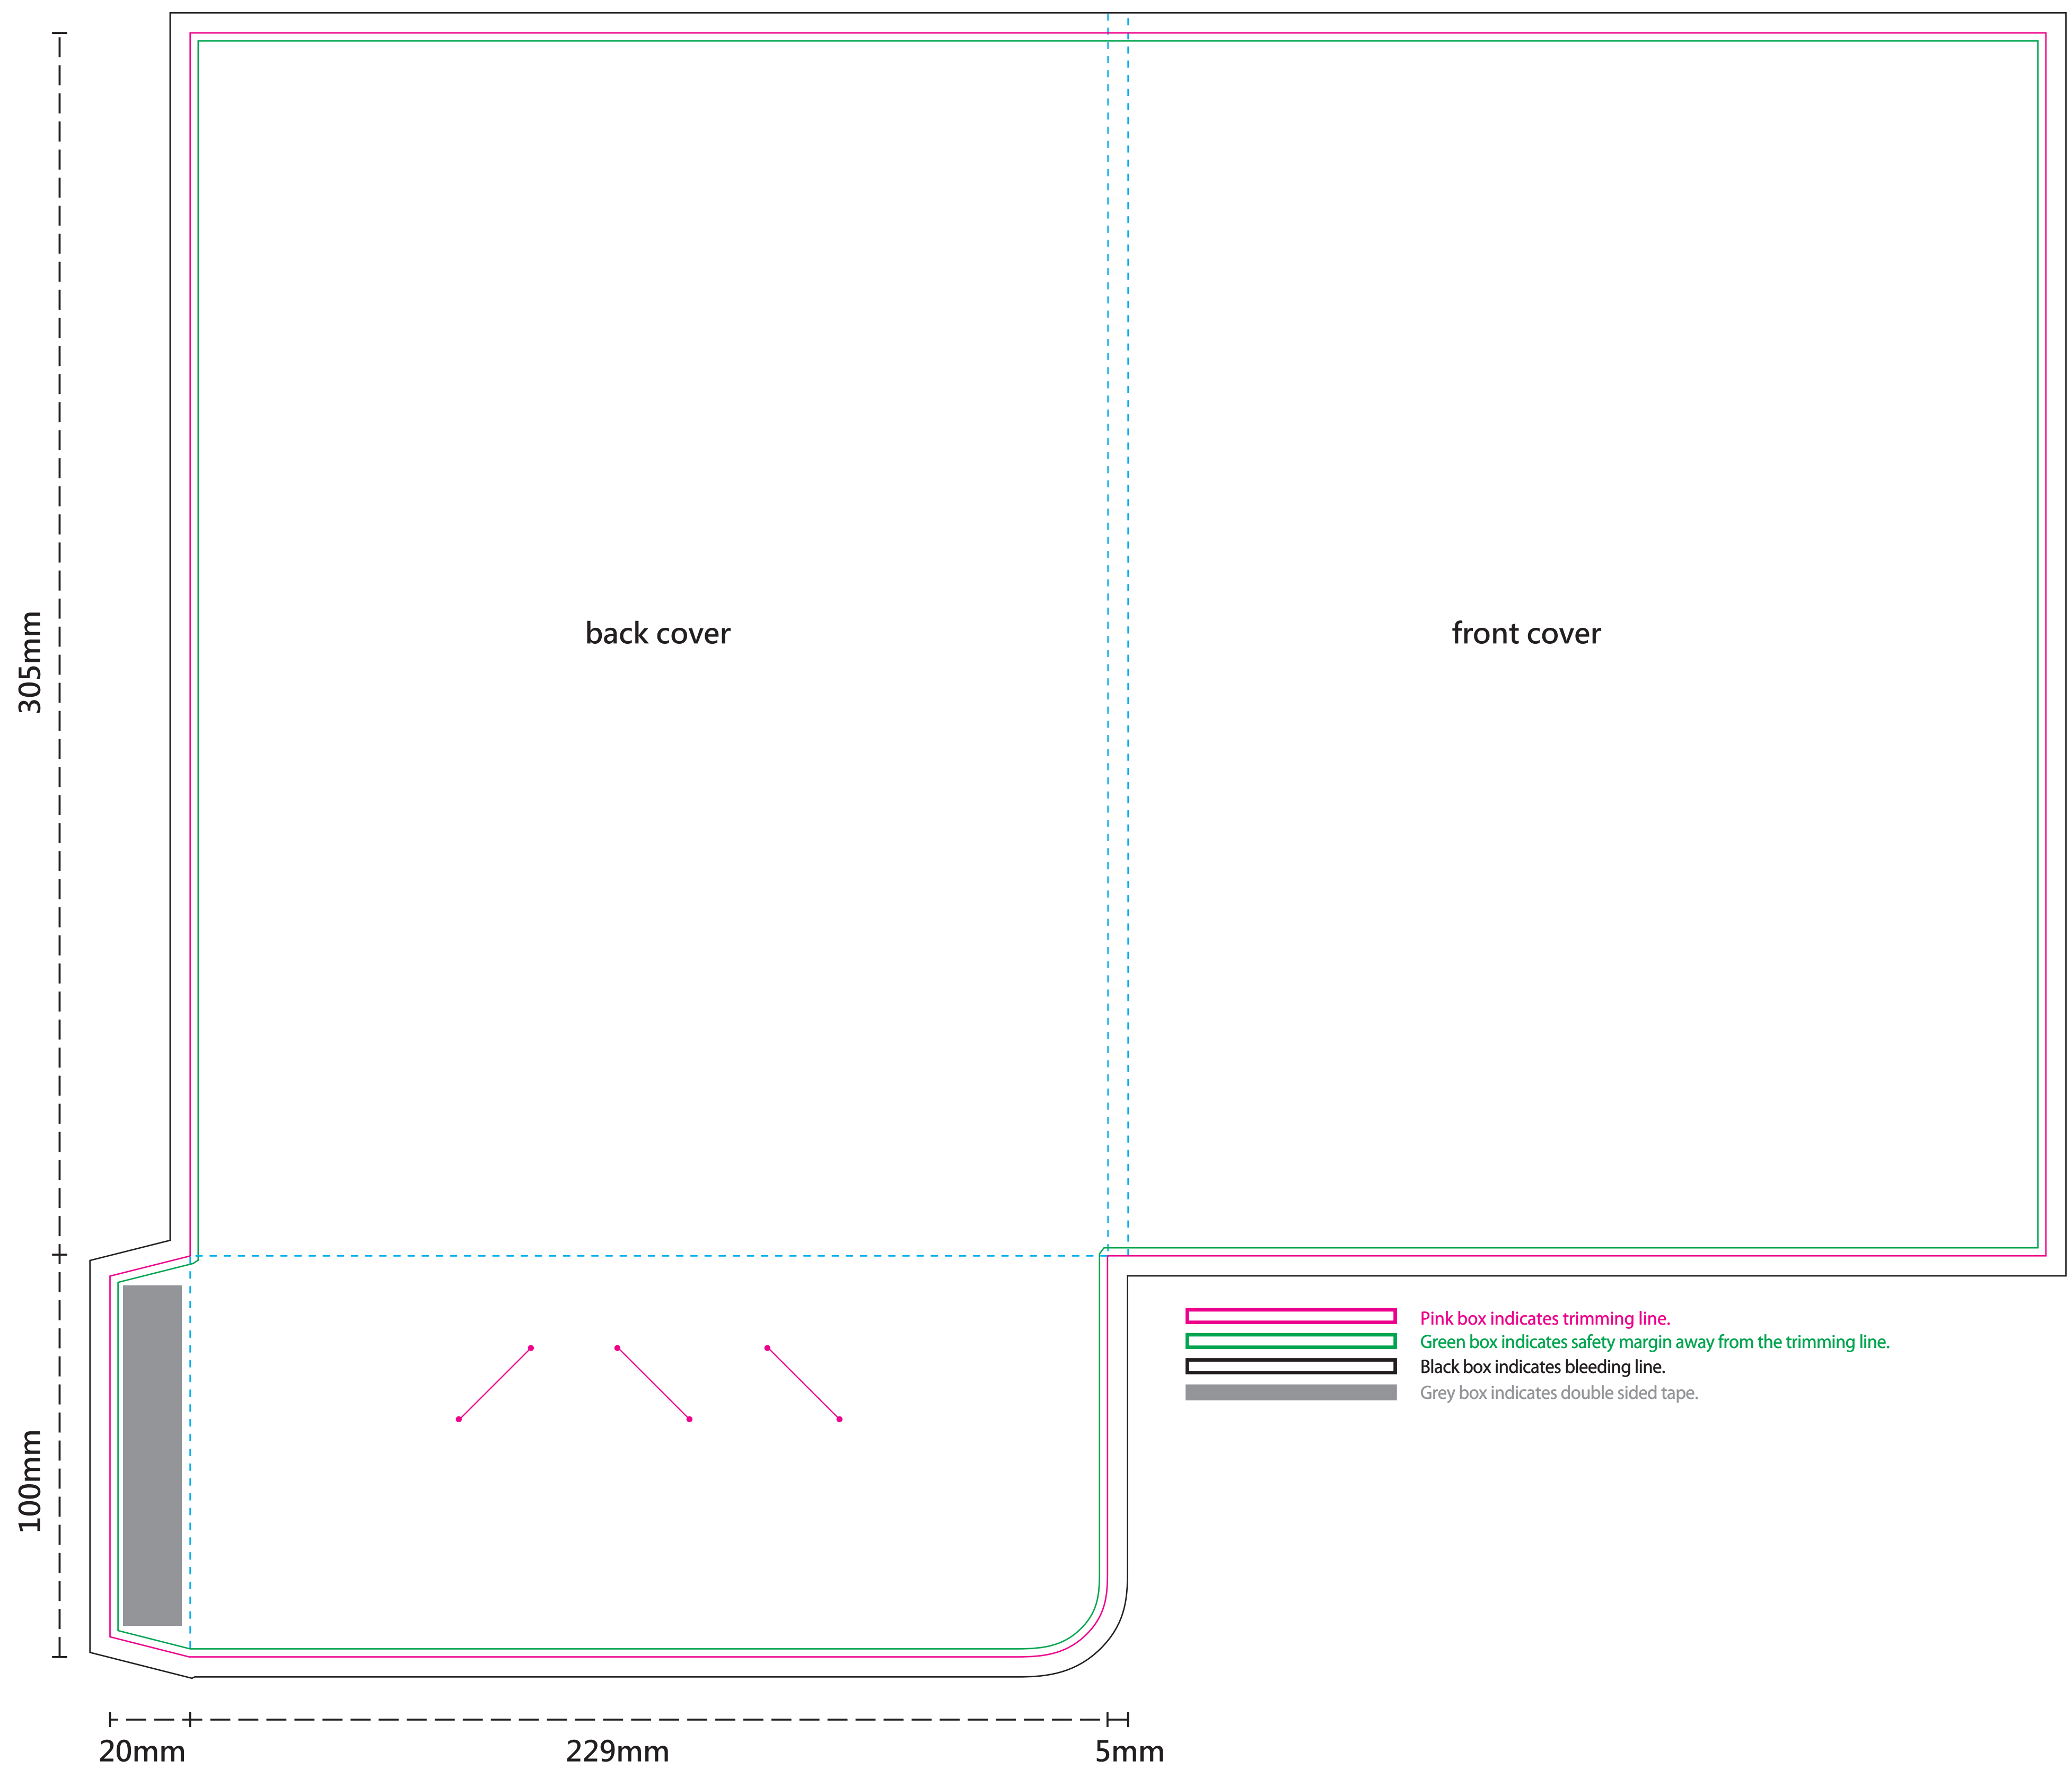 305mm
back cover
front cover
100mm
Pink box indicates trimming line.
Green box indicates safety margin away from the trimming line.
Black box indicates bleeding line.
Grey box indicates double sided tape.
20mm
229mm
5mm